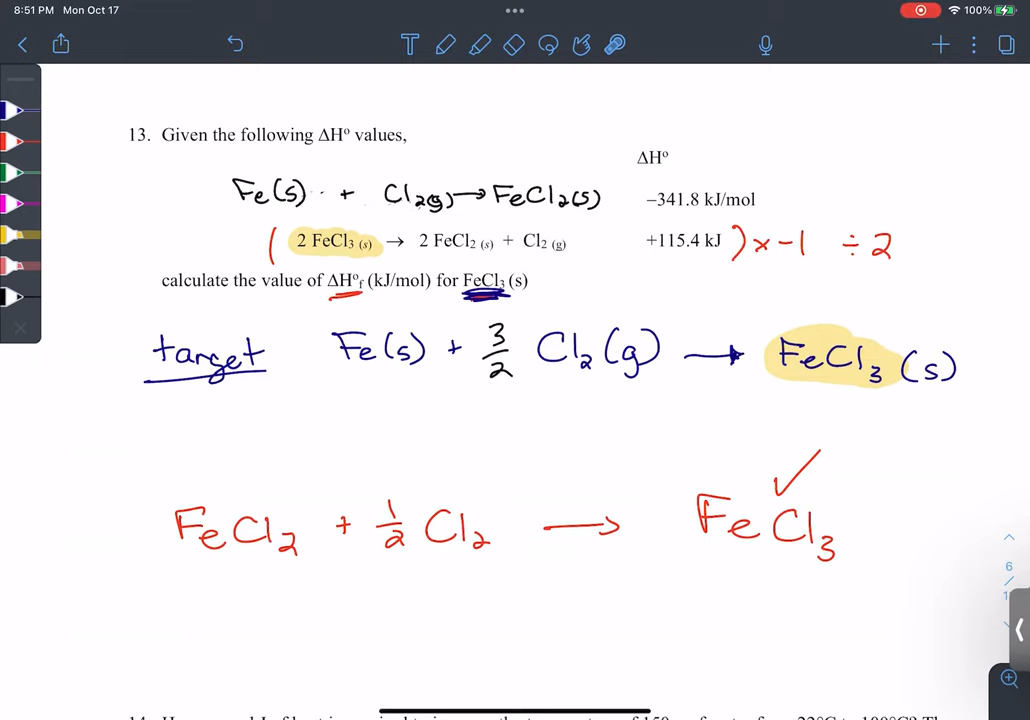 8:51 PM Mon Oct 17
100%
13. Given the following ΔH° values,
ΔH°
Fe(s) + Cl₂(g) → FeCl₂(s) −341.8 kJ/mol
( 2 FeCl₃ (s) → 2 FeCl₂ (s) + Cl₂ (g) +115.4 kJ ) x -1 ÷ 2
calculate the value of ΔH°f (kJ/mol) for FeCl₃ (s)
target Fe(s) + 3/2 Cl₂(g) → FeCl₃ (s)
FeCl₂ + 1/2 Cl₂ → FeCl₃ ✓
6
/